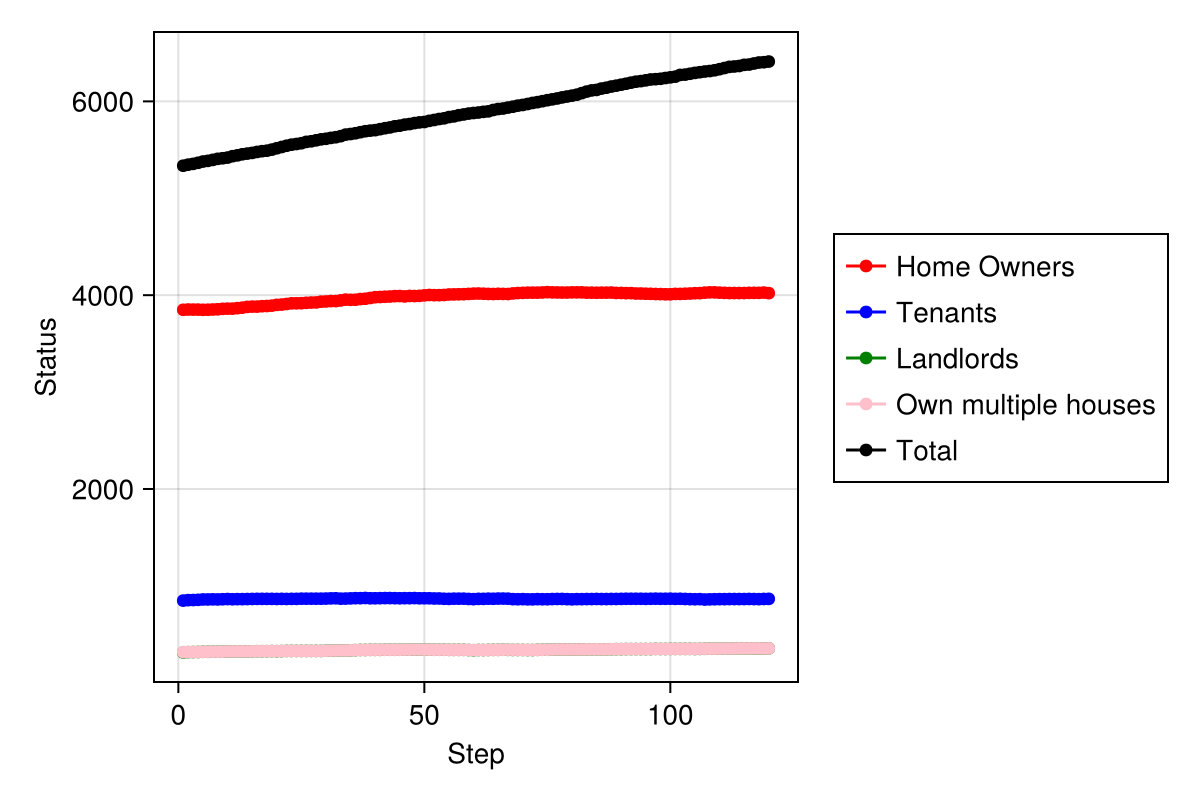 6000
4000
2000
Status
0 50 100
Step
Home Owners
Tenants
Landlords
Own multiple houses
Total